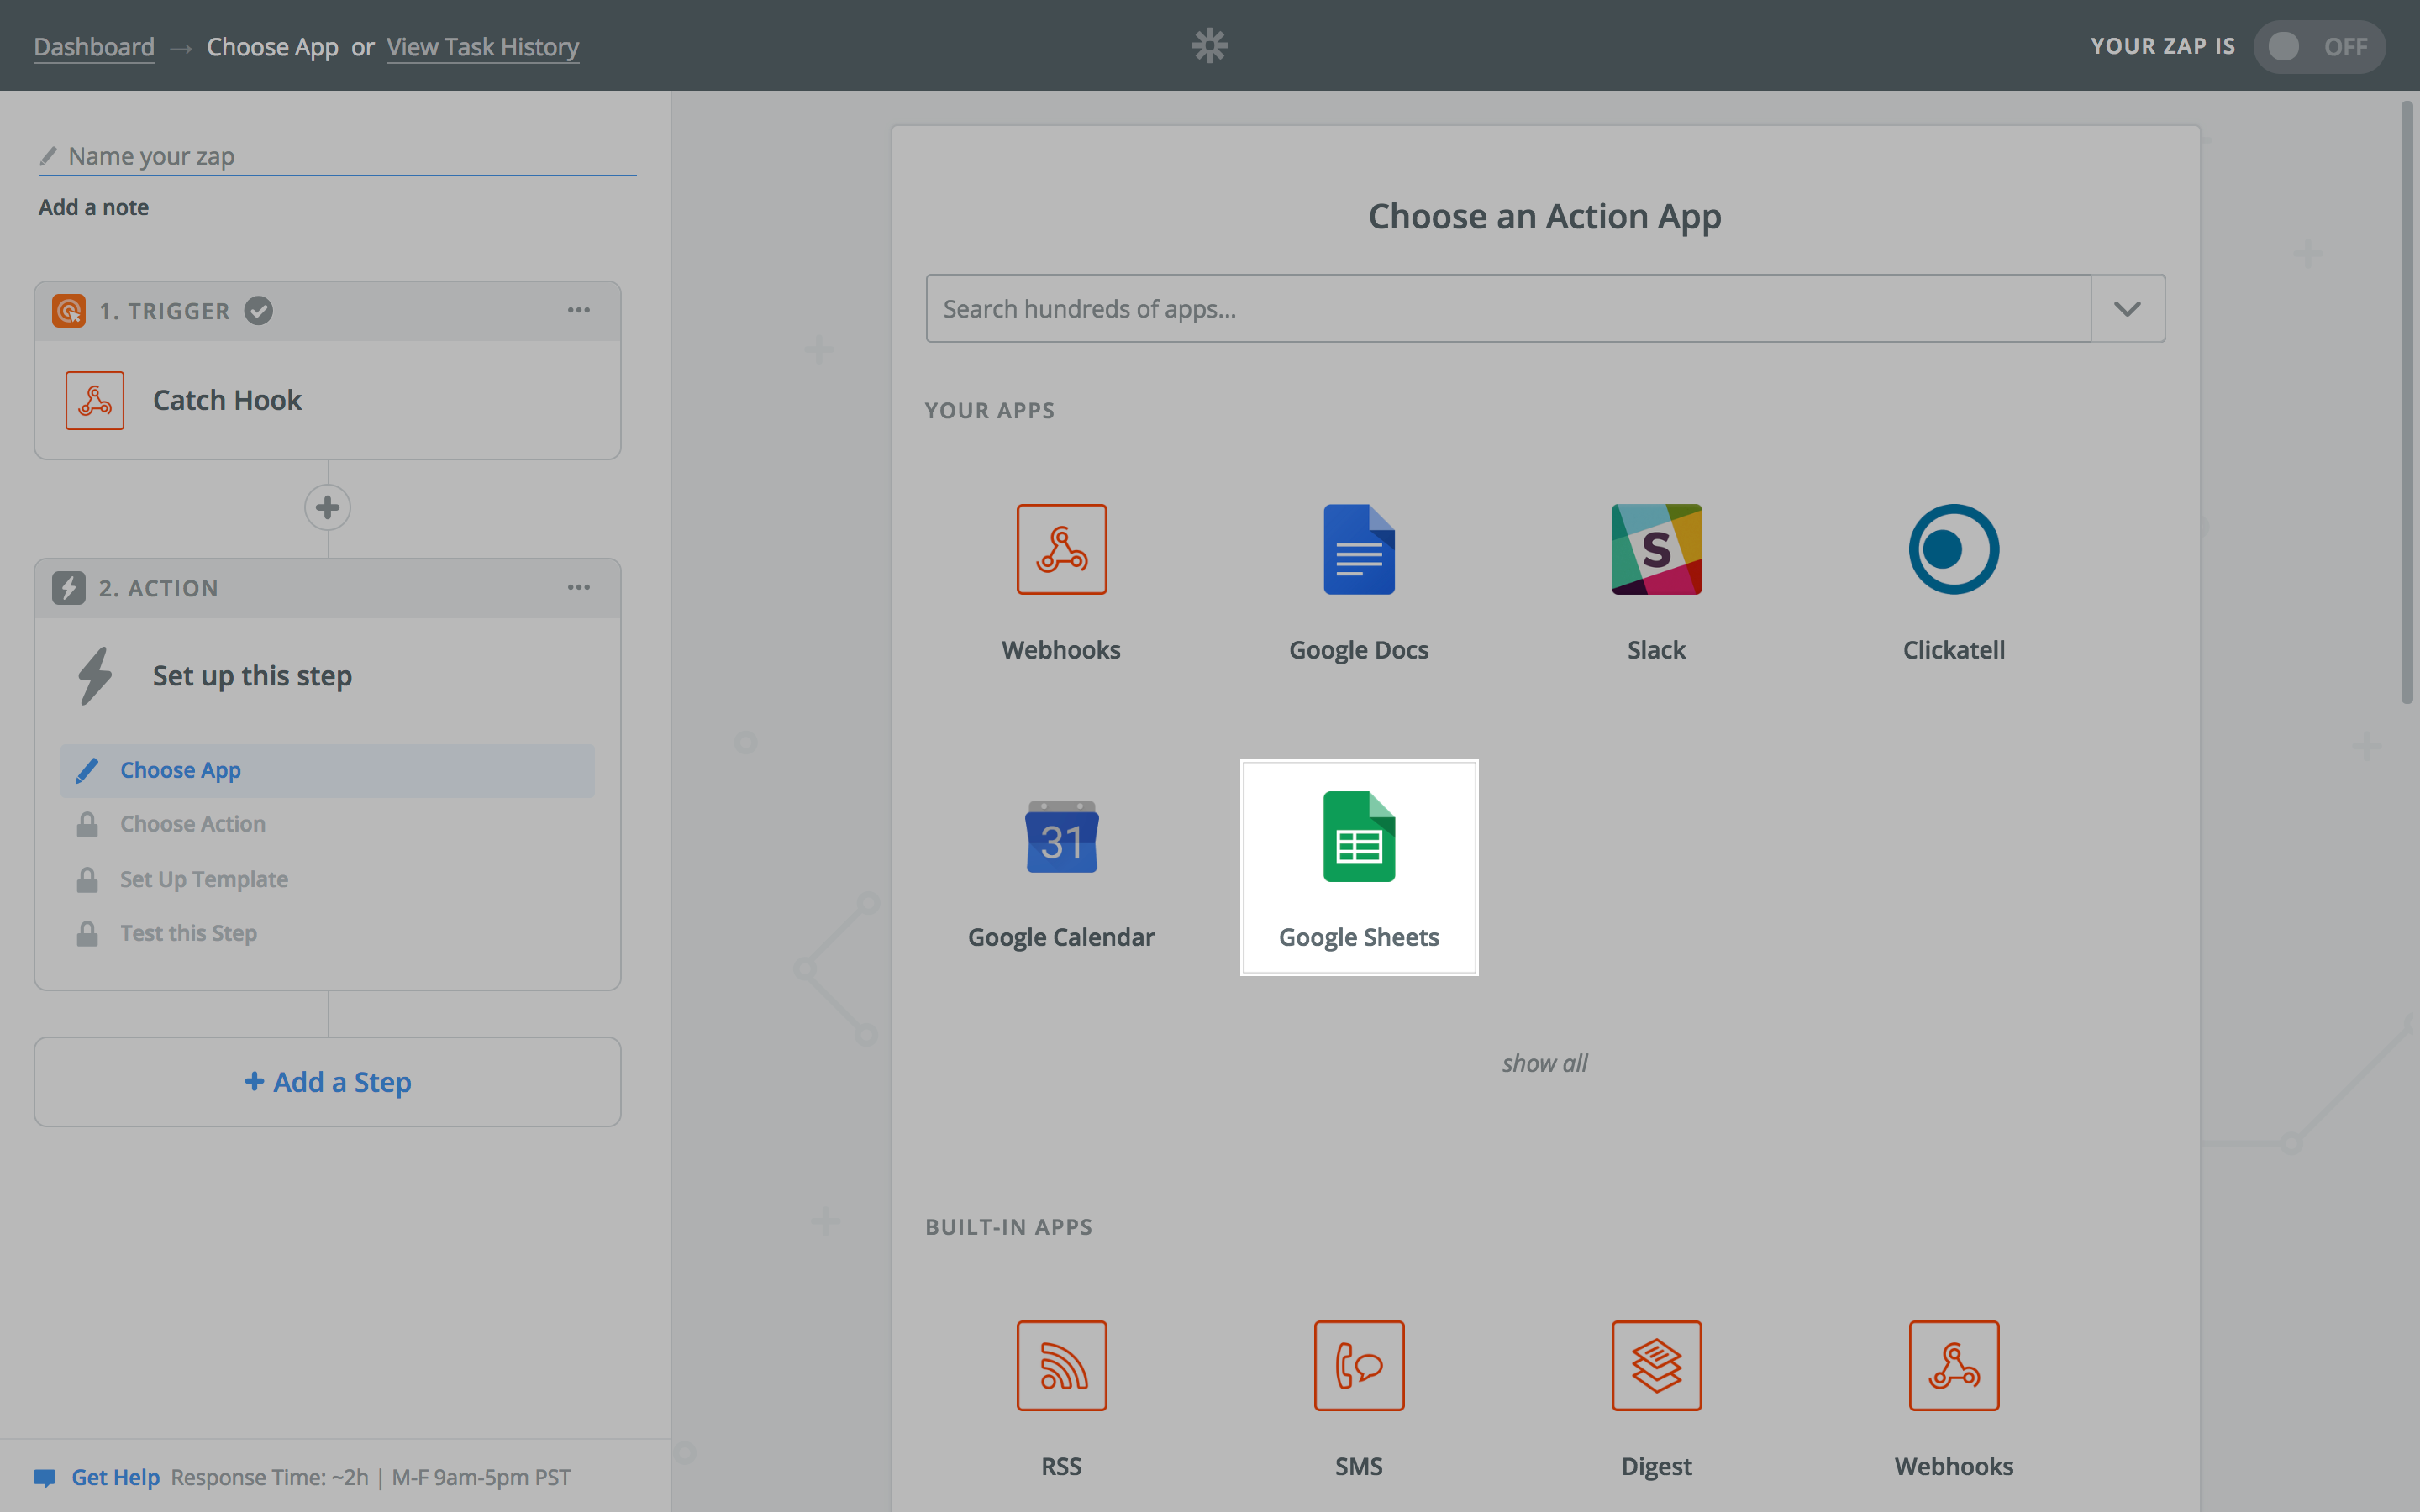 Dashboard → Choose App or View Task History
YOUR ZAP IS OFF
Name your zap
Add a note
1. TRIGGER
Catch Hook
2. ACTION
Set up this step
Choose App
Choose Action
Set Up Template
Test this Step
+ Add a Step
Get Help Response Time: ~2h | M-F 9am-5pm PST
Choose an Action App
Search hundreds of apps...
YOUR APPS
S
Webhooks Google Docs Slack Clickatell
31
Google Calendar Google Sheets
show all
BUILT-IN APPS
RSS SMS Digest Webhooks